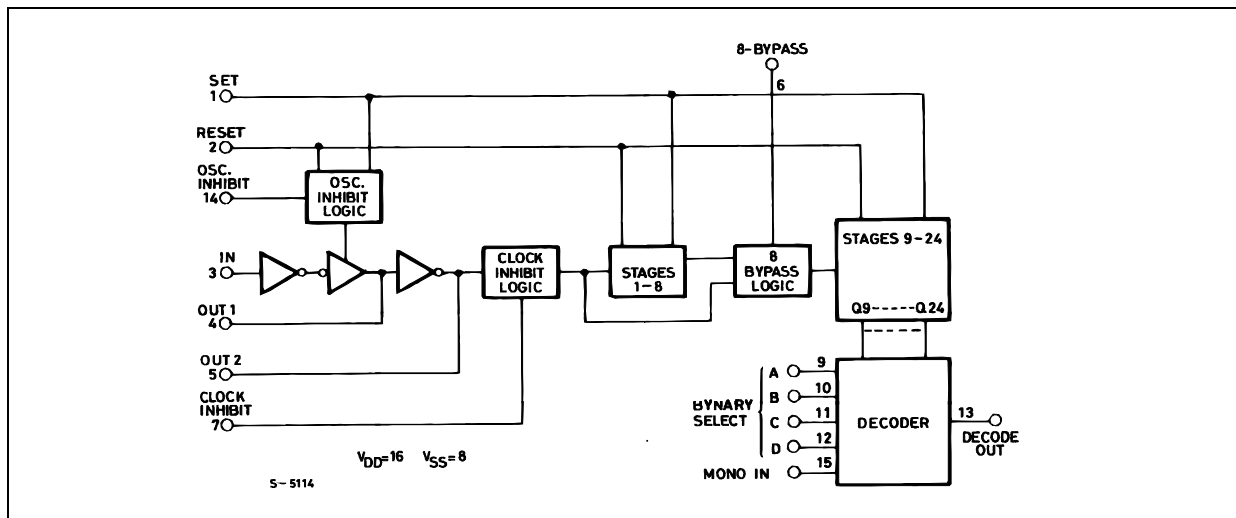 8-BYPASS
6
SET
1
RESET
2
OSC.
INHIBIT
14
OSC.
INHIBIT
LOGIC
IN
3
OUT 1
4
OUT 2
5
CLOCK
INHIBIT
7
CLOCK
INHIBIT
LOGIC
STAGES
1-8
8
BYPASS
LOGIC
STAGES 9-24
Q9-----Q24
BYNARY
SELECT
A 9
B 10
C 11
D 12
MONO IN 15
DECODER
13
DECODE
OUT
VDD=16 VSS=8
S-5114